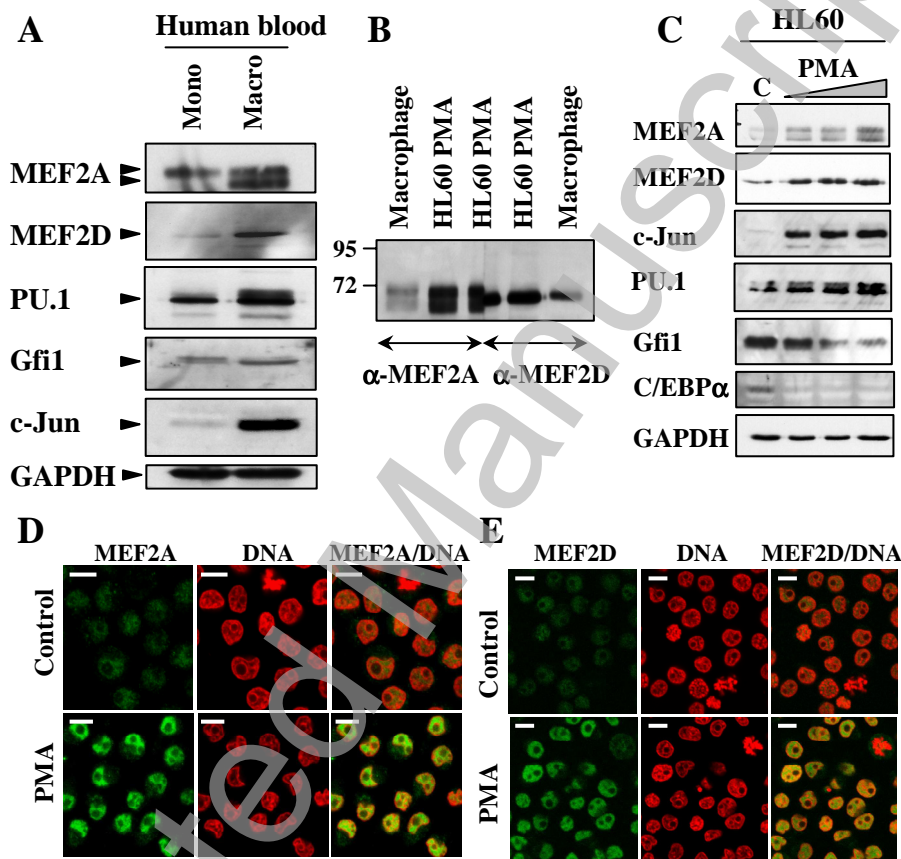 A
Human blood
Mono
Macro
MEF2A
MEF2D
PU.1
Gfi1
c-Jun
GAPDH
B
Macrophage
HL60 PMA
HL60 PMA
HL60 PMA
Macrophage
95
72
α-MEF2A
α-MEF2D
C
HL60
C
PMA
MEF2A
MEF2D
c-Jun
PU.1
Gfi1
C/EBPα
GAPDH
D
MEF2A
DNA
MEF2A/DNA
Control
PMA
E
MEF2D
DNA
MEF2D/DNA
Control
PMA
ted Manuscrip